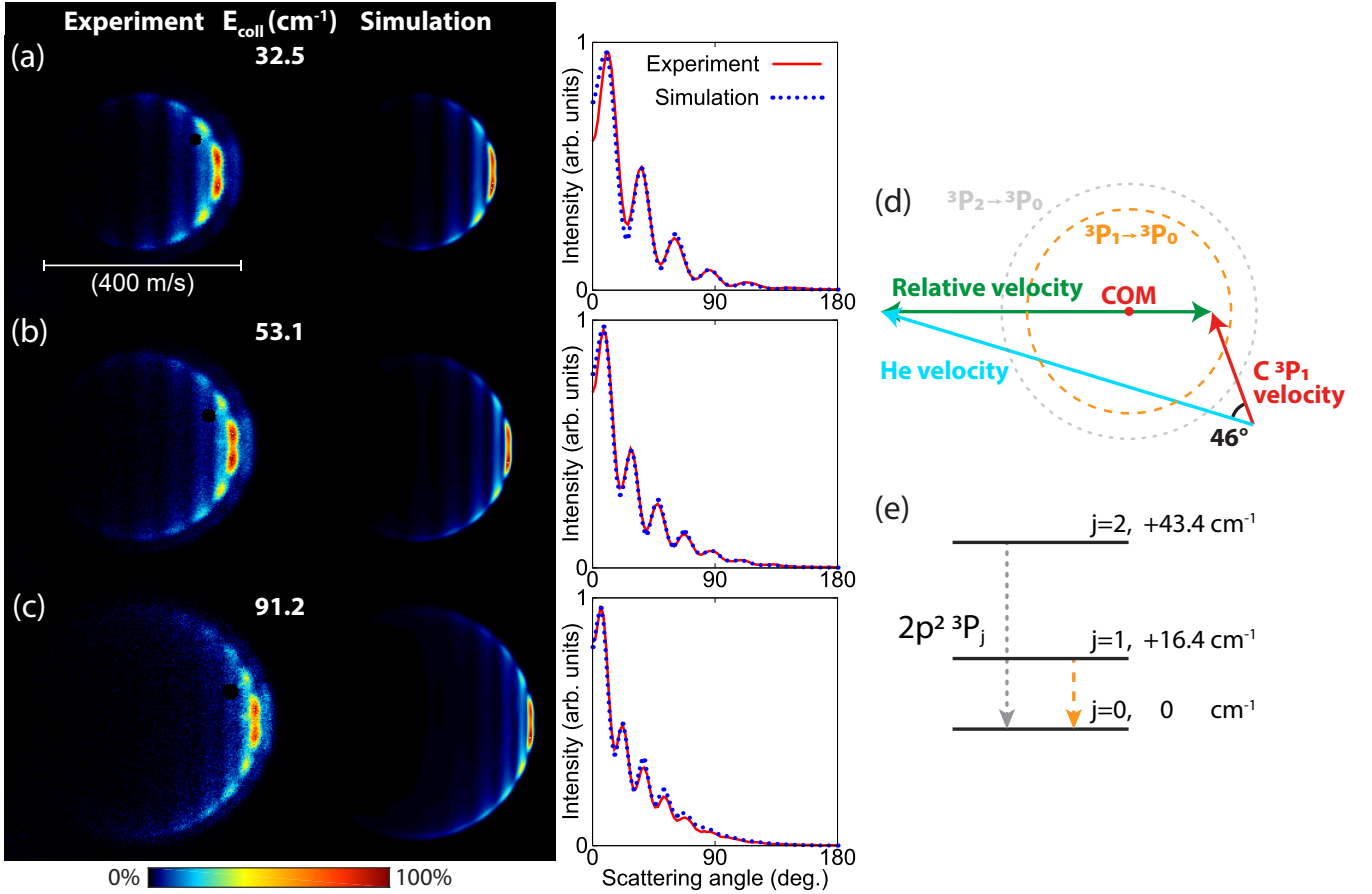 Experiment E_coll (cm⁻¹) Simulation
(a) 32.5
(400 m/s)
(b) 53.1
(c) 91.2
0% 100%
1
Intensity (arb. units)
Experiment
Simulation
0
0 90 180
1
Intensity (arb. units)
0
0 90 180
1
Intensity (arb. units)
0
0 90 180
Scattering angle (deg.)
(d)
³P₂→³P₀
³P₁→³P₀
Relative velocity COM
He velocity
C ³P₁
velocity
46°
(e)
j=2, +43.4 cm⁻¹
2p² ³Pⱼ
j=1, +16.4 cm⁻¹
j=0, 0 cm⁻¹